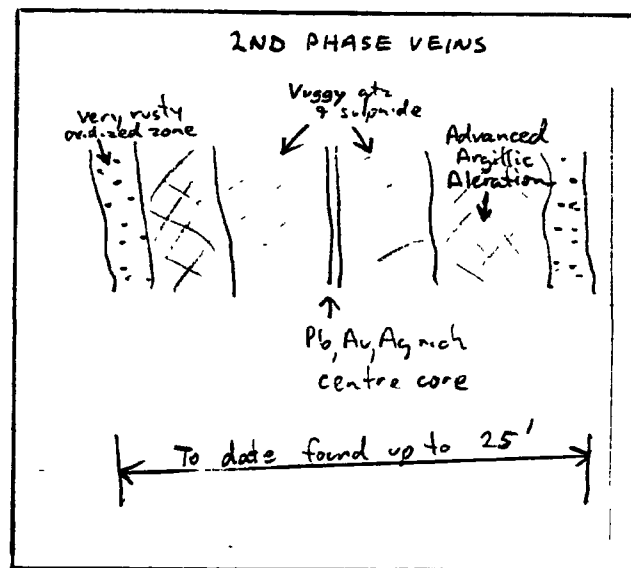 2ND PHASE VEINS
very rusty
oxidized zone
Vuggy qtz
& sulphide
Advanced
Argillic
Aleration
Pb, Au, Ag rich
centre core
To date found up to 25'